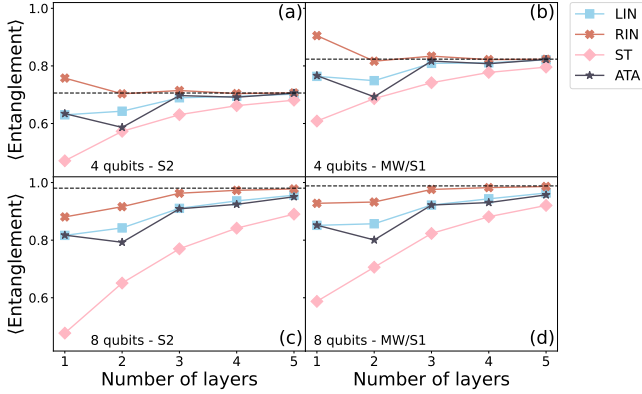 (a)
1.0
0.8
0.6
⟨Entanglement⟩
4 qubits - S2
(b)
4 qubits - MW/S1
LIN
RIN
ST
ATA
1.0
0.8
0.6
⟨Entanglement⟩
8 qubits - S2
(c)
8 qubits - MW/S1
(d)
1 2 3 4 5
Number of layers
1 2 3 4 5
Number of layers